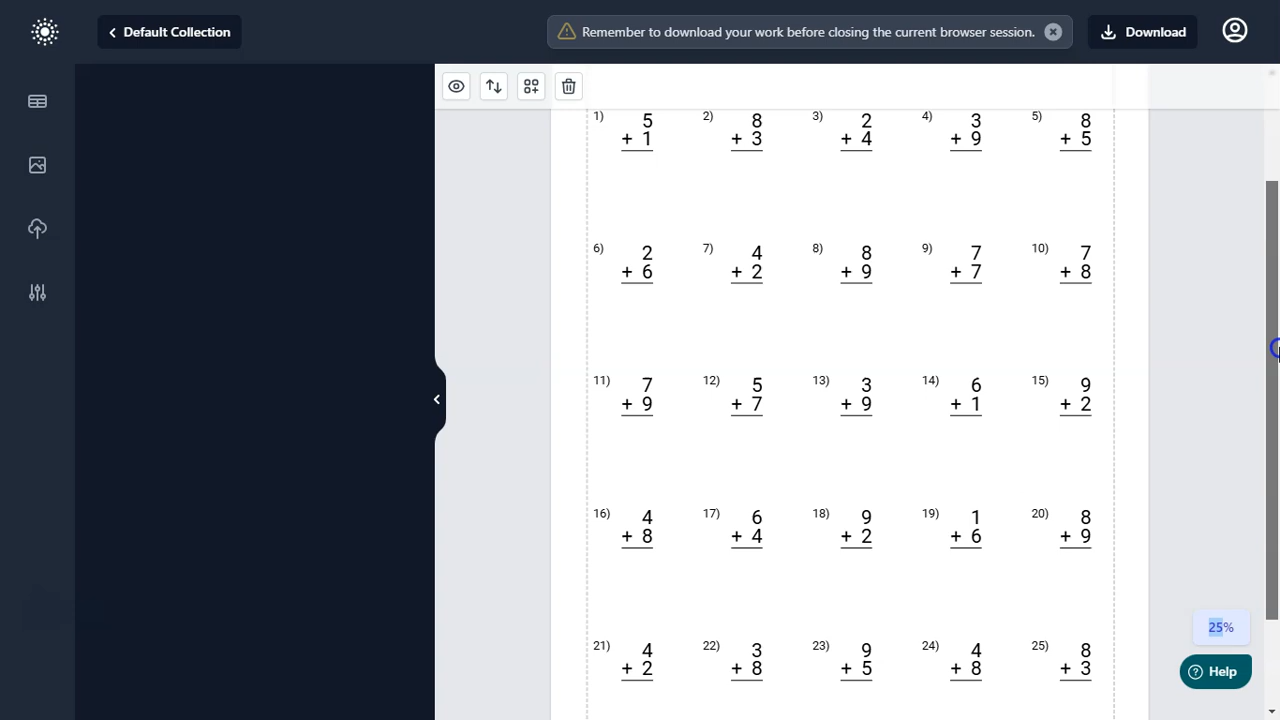 Default Collection
Remember to download your work before closing the current browser session.
Download
1) 5 2) 8 3) 2 4) 3 5) 8
+ 1 + 3 + 4 + 9 + 5
6) 2 7) 4 8) 8 9) 7 10) 7
+ 6 + 2 + 9 + 7 + 8
11) 7 12) 5 13) 3 14) 6 15) 9
+ 9 + 7 + 9 + 1 + 2
16) 4 17) 6 18) 9 19) 1 20) 8
+ 8 + 4 + 2 + 6 + 9
25%
21) 4 22) 3 23) 9 24) 4 25) 8
+ 2 + 8 + 5 + 8 + 3
Help